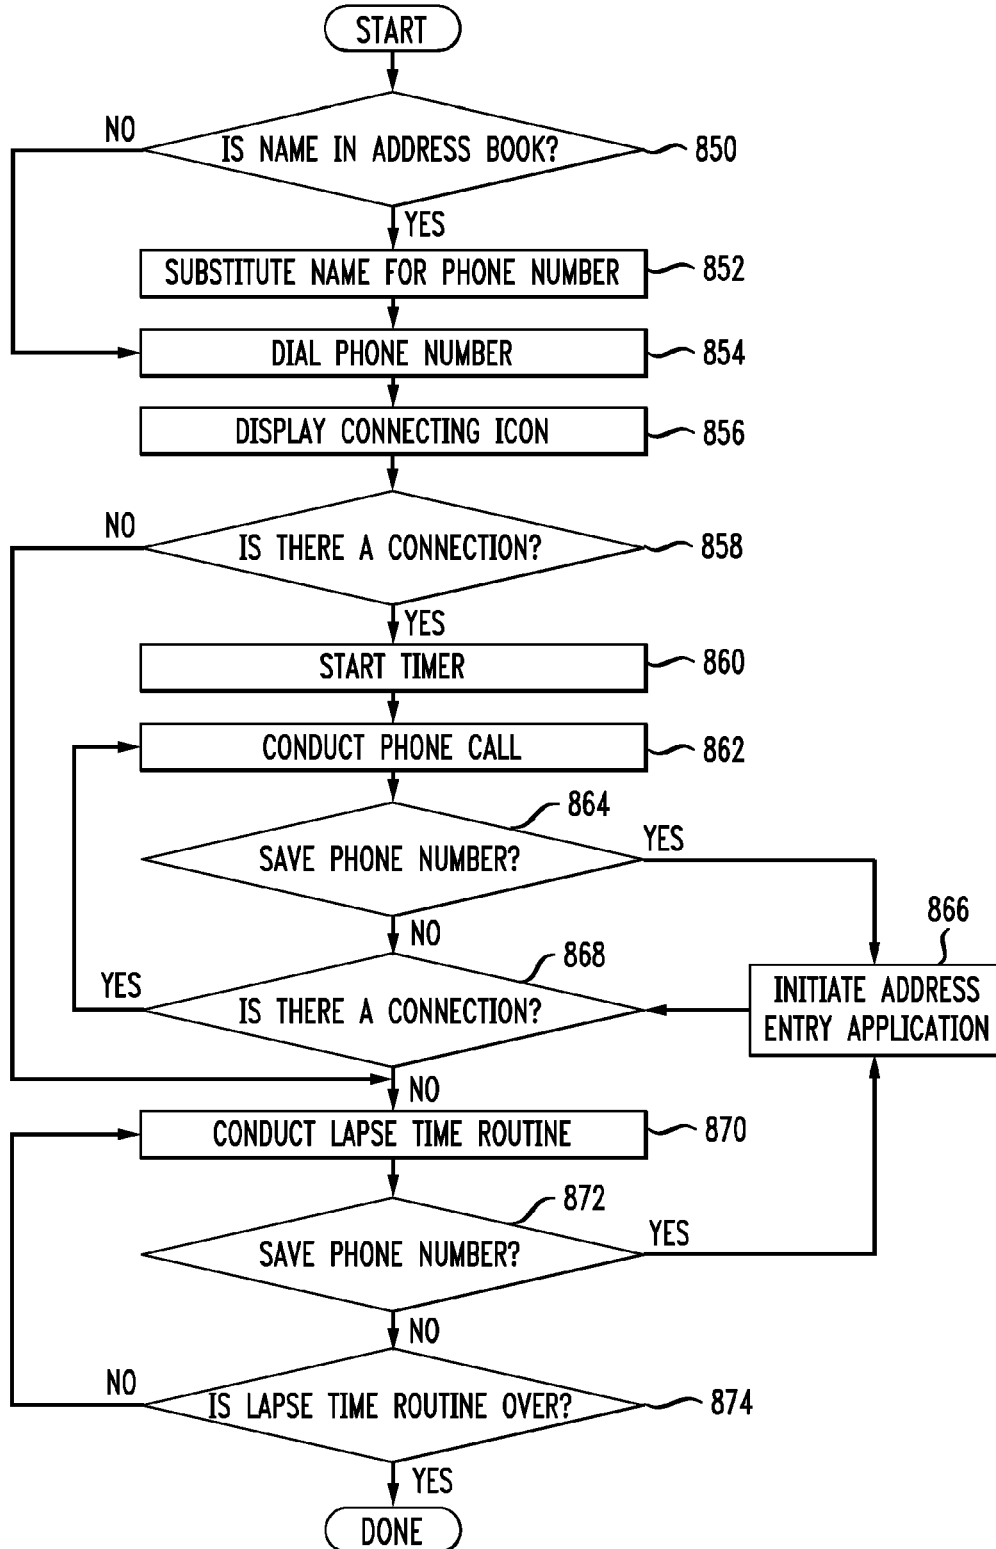 START
NO
IS NAME IN ADDRESS BOOK?
850
YES
SUBSTITUTE NAME FOR PHONE NUMBER
852
DIAL PHONE NUMBER
854
DISPLAY CONNECTING ICON
856
NO
IS THERE A CONNECTION?
858
YES
START TIMER
860
CONDUCT PHONE CALL
862
864
SAVE PHONE NUMBER?
YES
NO
866
INITIATE ADDRESS
ENTRY APPLICATION
868
YES
IS THERE A CONNECTION?
NO
CONDUCT LAPSE TIME ROUTINE
870
872
SAVE PHONE NUMBER?
YES
NO
NO
IS LAPSE TIME ROUTINE OVER?
874
YES
DONE